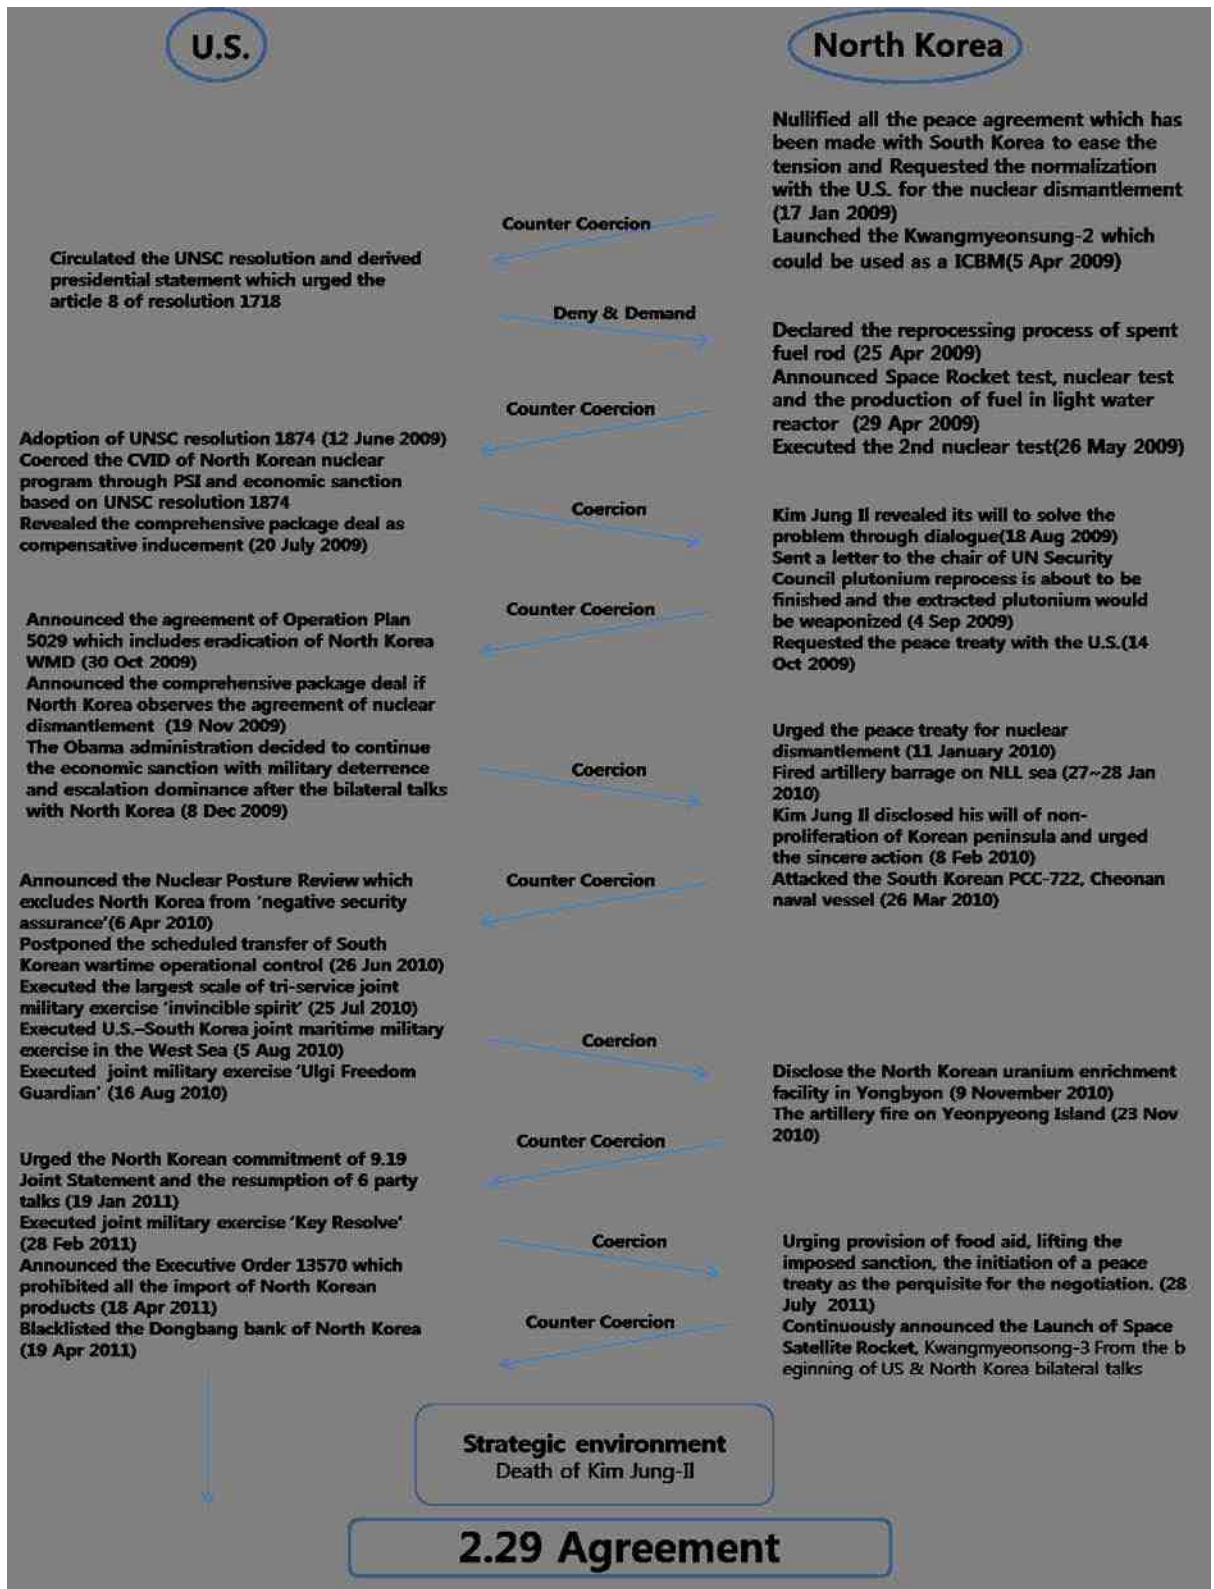 U.S.
North Korea
Nullified all the peace agreement which has
been made with South Korea to ease the
tension and Requested the normalization
with the U.S. for the nuclear dismantlement
(17 Jan 2009)
Launched the Kwangmyeonsung-2 which
could be used as a ICBM(5 Apr 2009)
Counter Coercion
Circulated the UNSC resolution and derived
presidential statement which urged the
article 8 of resolution 1718
Deny & Demand
Declared the reprocessing process of spent
fuel rod (25 Apr 2009)
Announced Space Rocket test, nuclear test
and the production of fuel in light water
reactor (29 Apr 2009)
Executed the 2nd nuclear test(26 May 2009)
Counter Coercion
Adoption of UNSC resolution 1874 (12 June 2009)
Coerced the CVID of North Korean nuclear
program through PSI and economic sanction
based on UNSC resolution 1874
Revealed the comprehensive package deal as
compensative inducement (20 July 2009)
Coercion
Kim Jung Il revealed its will to solve the
problem through dialogue(18 Aug 2009)
Sent a letter to the chair of UN Security
Council plutonium reprocess is about to be
finished and the extracted plutonium would
be weaponized (4 Sep 2009)
Requested the peace treaty with the U.S.(14
Oct 2009)
Counter Coercion
Announced the agreement of Operation Plan
5029 which includes eradication of North Korea
WMD (30 Oct 2009)
Announced the comprehensive package deal if
North Korea observes the agreement of nuclear
dismantlement (19 Nov 2009)
The Obama administration decided to continue
the economic sanction with military deterrence
and escalation dominance after the bilateral talks
with North Korea (8 Dec 2009)
Coercion
Urged the peace treaty for nuclear
dismantlement (11 January 2010)
Fired artillery barrage on NLL sea (27~28 Jan
2010)
Kim Jung Il disclosed his will of non-
proliferation of Korean peninsula and urged
the sincere action (8 Feb 2010)
Attacked the South Korean PCC-722, Cheonan
naval vessel (26 Mar 2010)
Counter Coercion
Announced the Nuclear Posture Review which
excludes North Korea from ‘negative security
assurance’(6 Apr 2010)
Postponed the scheduled transfer of South
Korean wartime operational control (26 Jun 2010)
Executed the largest scale of tri-service joint
military exercise ‘invincible spirit’ (25 Jul 2010)
Executed U.S.–South Korea joint maritime military
exercise in the West Sea (5 Aug 2010)
Executed joint military exercise ‘Ulgi Freedom
Guardian’ (16 Aug 2010)
Coercion
Disclose the North Korean uranium enrichment
facility in Yongbyon (9 November 2010)
The artillery fire on Yeonpyeong Island (23 Nov
2010)
Counter Coercion
Urged the North Korean commitment of 9.19
Joint Statement and the resumption of 6 party
talks (19 Jan 2011)
Executed joint military exercise ‘Key Resolve’
(28 Feb 2011)
Announced the Executive Order 13570 which
prohibited all the import of North Korean
products (18 Apr 2011)
Blacklisted the Dongbang bank of North Korea
(19 Apr 2011)
Coercion
Urging provision of food aid, lifting the
imposed sanction, the initiation of a peace
treaty as the perquisite for the negotiation. (28
July 2011)
Continuously announced the Launch of Space
Satellite Rocket, Kwangmyeonsong-3 From the b
eginning of US & North Korea bilateral talks
Counter Coercion
Strategic environment
Death of Kim Jung-Il
2.29 Agreement